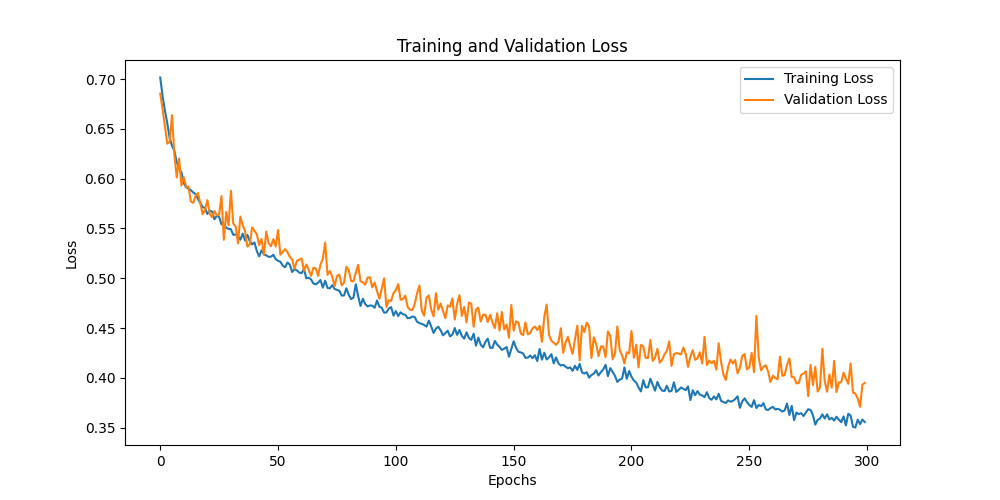 Training and Validation Loss
Training Loss
Validation Loss
Loss
0.70
0.65
0.60
0.55
0.50
0.45
0.40
0.35
0 50 100 150 200 250 300
Epochs